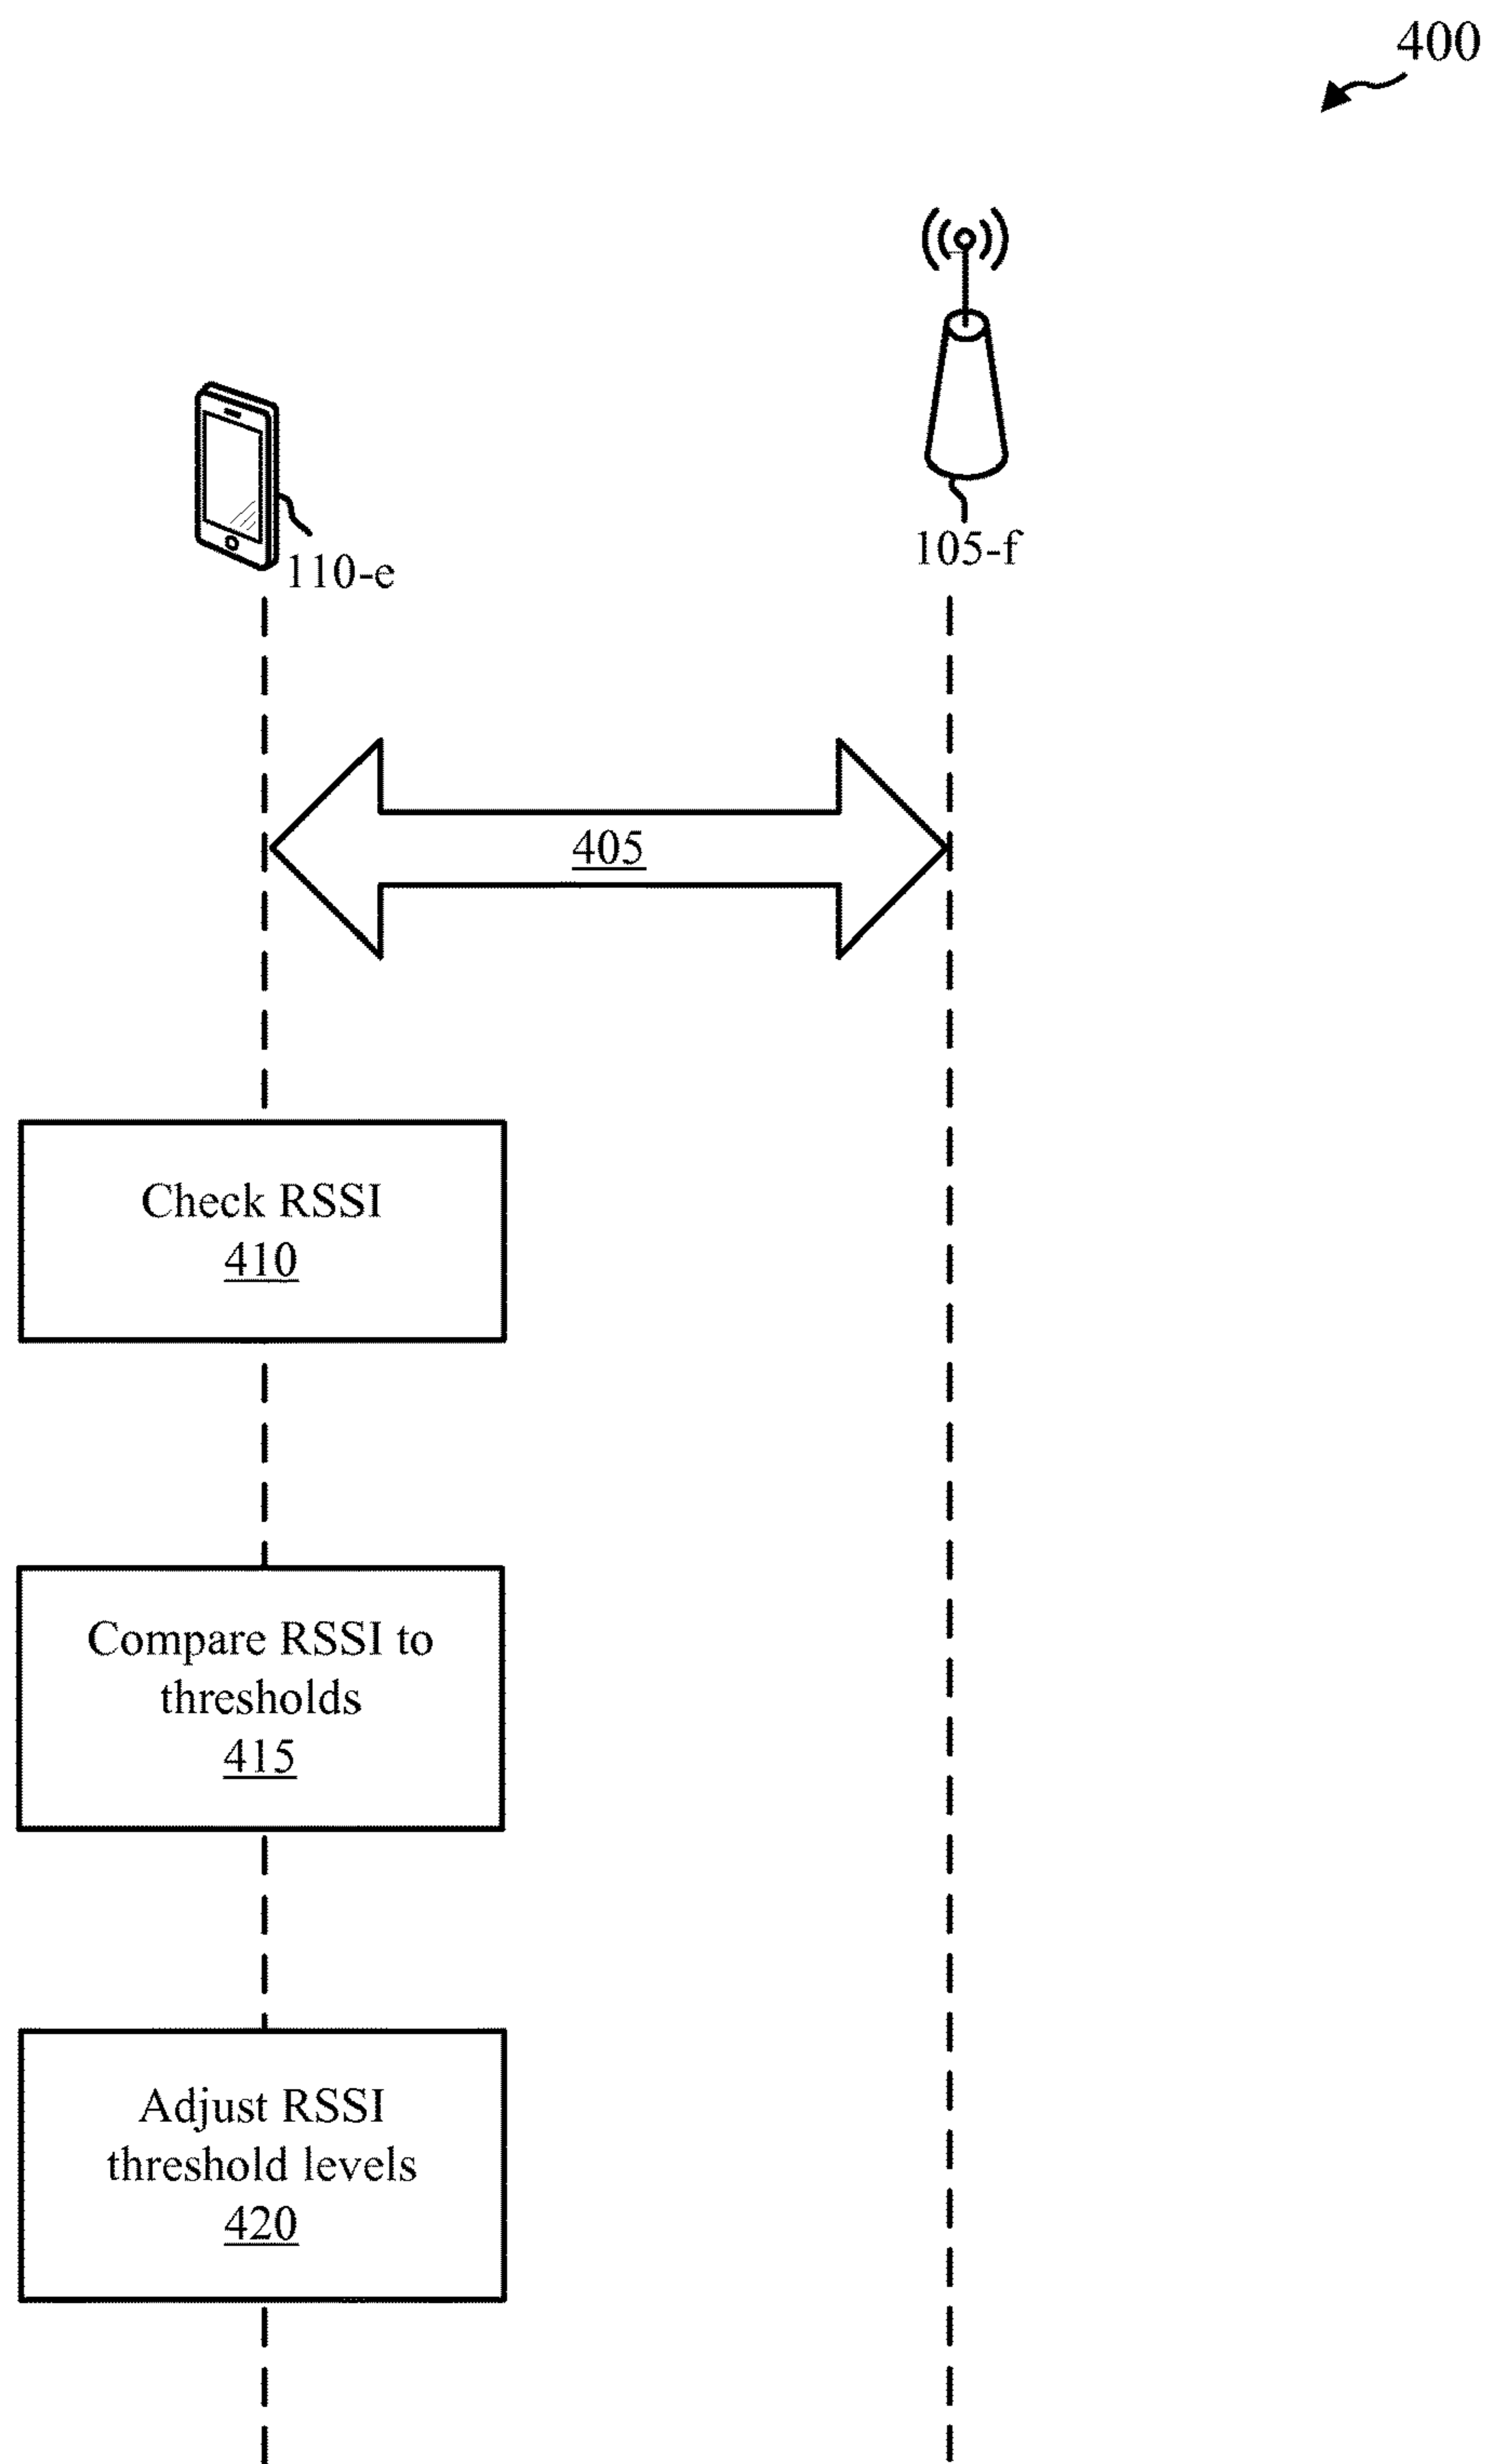 400
110-e
105-f
405
Check RSSI
410
Compare RSSI to
thresholds
415
Adjust RSSI
threshold levels
420